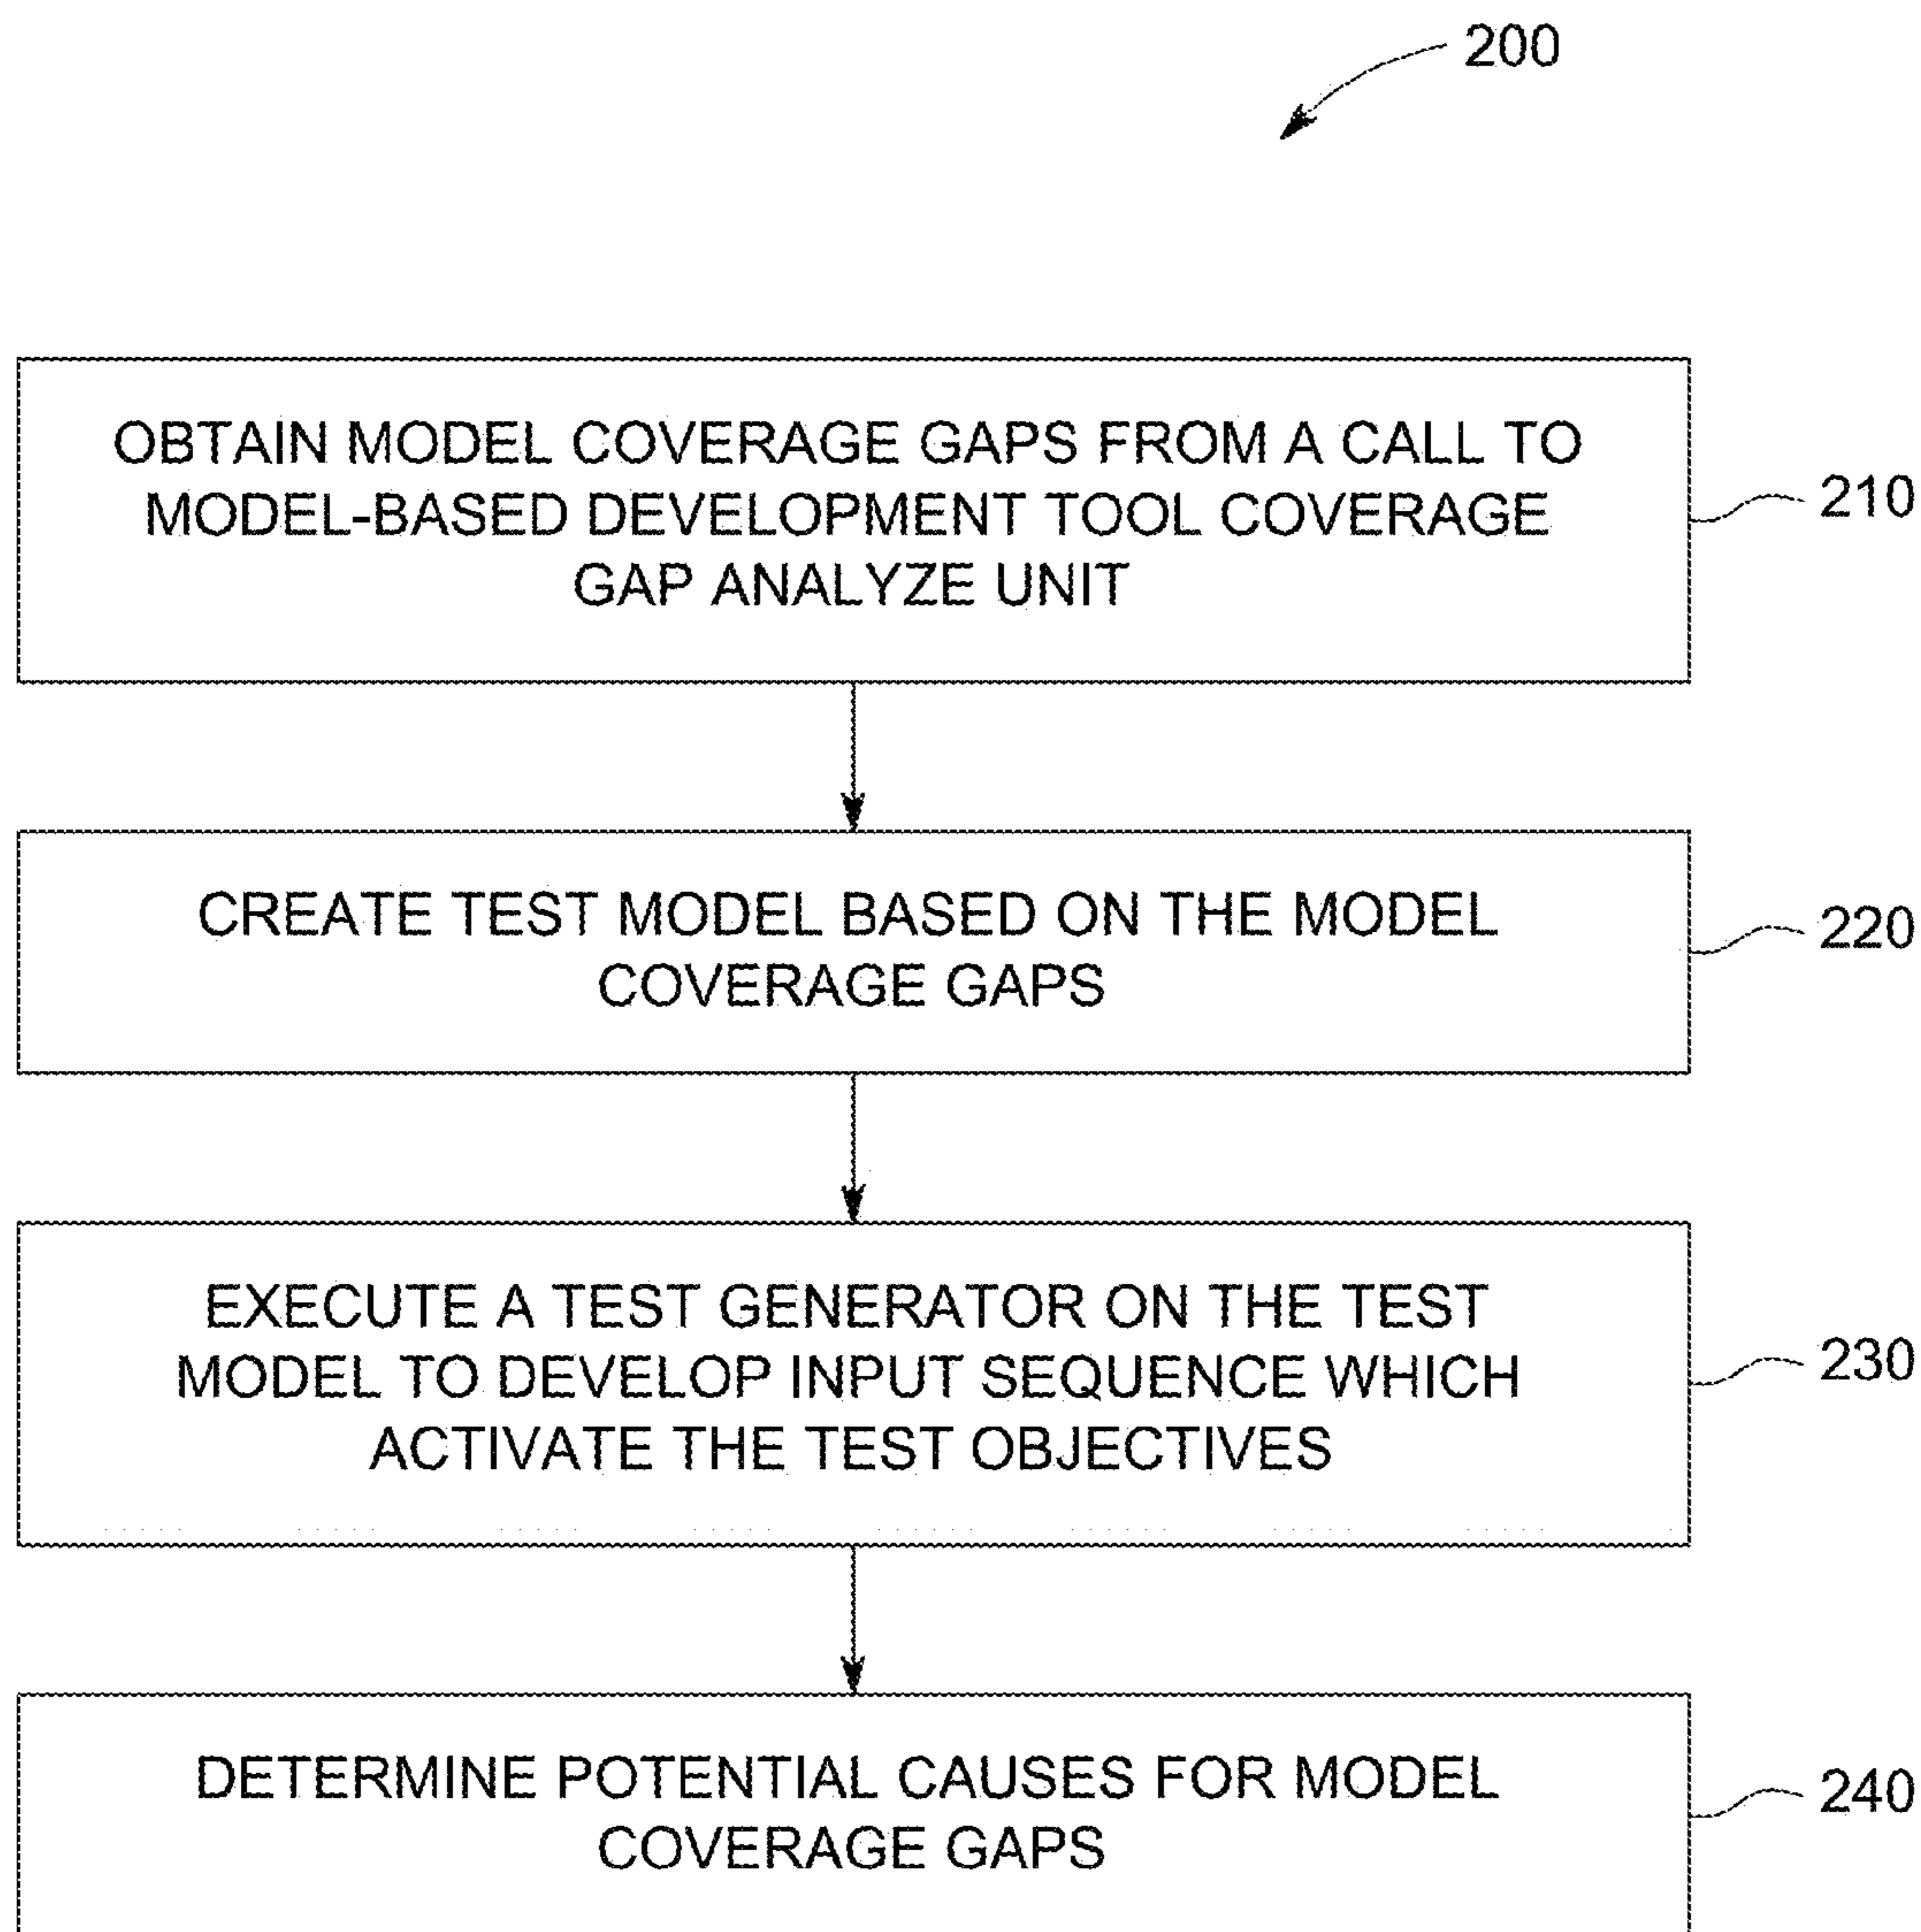 200
OBTAIN MODEL COVERAGE GAPS FROM A CALL TO
MODEL-BASED DEVELOPMENT TOOL COVERAGE
GAP ANALYZE UNIT
210
CREATE TEST MODEL BASED ON THE MODEL
COVERAGE GAPS
220
EXECUTE A TEST GENERATOR ON THE TEST
MODEL TO DEVELOP INPUT SEQUENCE WHICH
ACTIVATE THE TEST OBJECTIVES
230
DETERMINE POTENTIAL CAUSES FOR MODEL
COVERAGE GAPS
240